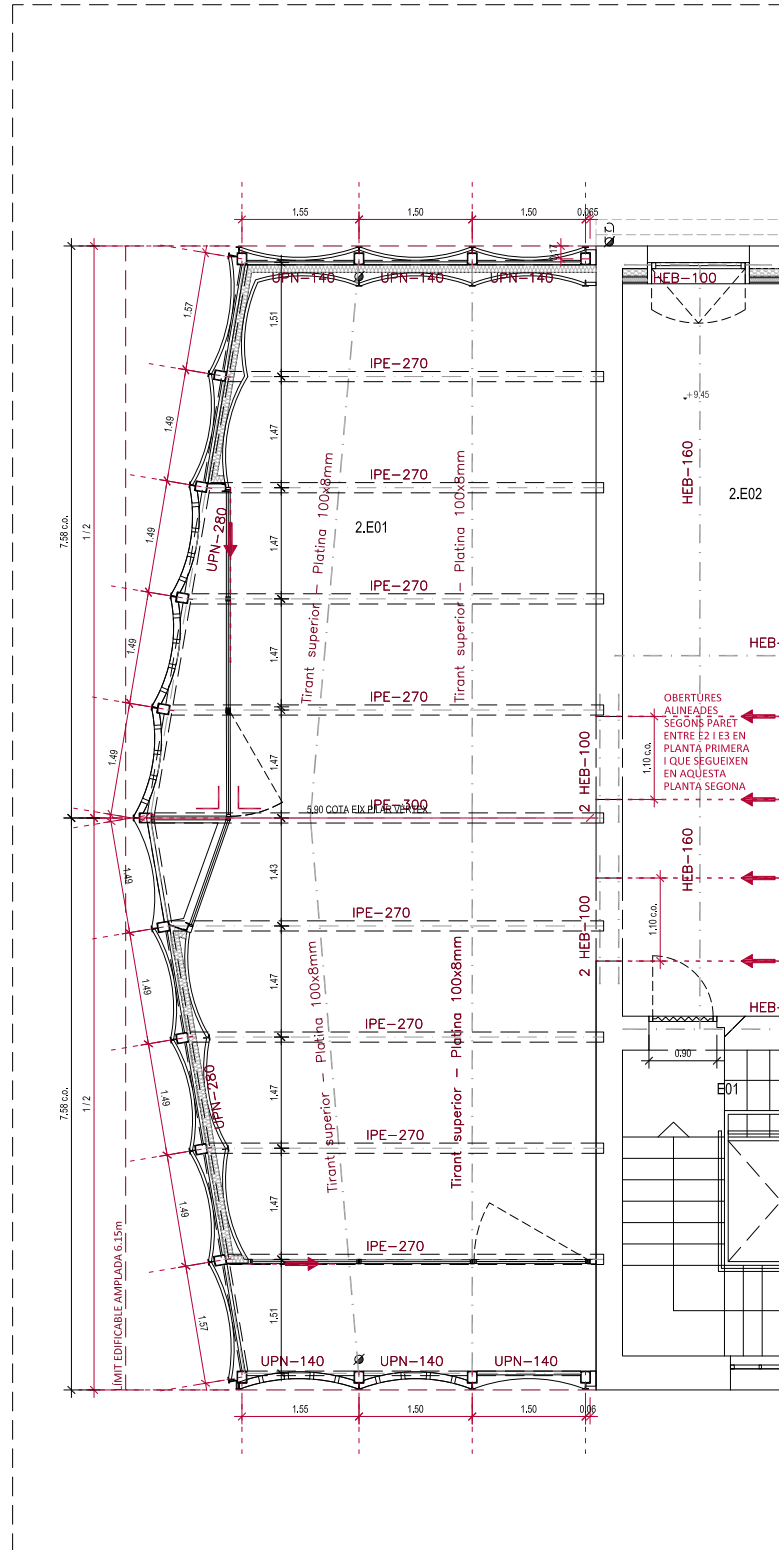 1.55
1.50
1.50
0.065
.17
UPN-140
UPN-140
UPN-140
HEB-100
1.57
1.51
IPE-270
+ 9.45
1.49
1.47
IPE-270
HEB-160
2.E02
7.58 c.o.
1 / 2
UPN-280
Tirant superior - Platina 100x8mm
Tirant superior - Platina 100x8mm
2.E01
1.49
1.47
IPE-270
1.49
1.47
IPE-270
HEB-
OBERTURES
ALINEADES
SEGONS PARET
ENTRE E2 I E3 EN
PLANTA PRIMERA
I QUE SEGUEIXEN
EN AQUESTA
PLANTA SEGONA
1.49
1.47
2 HEB-100
1.10 c.o.
IPE-300
5.90 COTA EIX PILAR VÈRTEX
1.49
1.43
HEB-160
IPE-270
2 HEB-100
1.10 c.o.
1.49
1.47
Tirant superior - Platina 100x8mm
Tirant superior - Platina 100x8mm
HEB-
IPE-270
0.90
E01
7.58 c.o.
1 / 2
1.49
UPN-280
1.47
IPE-270
1.49
1.47
IPE-270
LÍMIT EDIFICABLE AMPLADA 6.15m
1.57
1.51
UPN-140
UPN-140
UPN-140
1.55
1.50
1.50
0.06